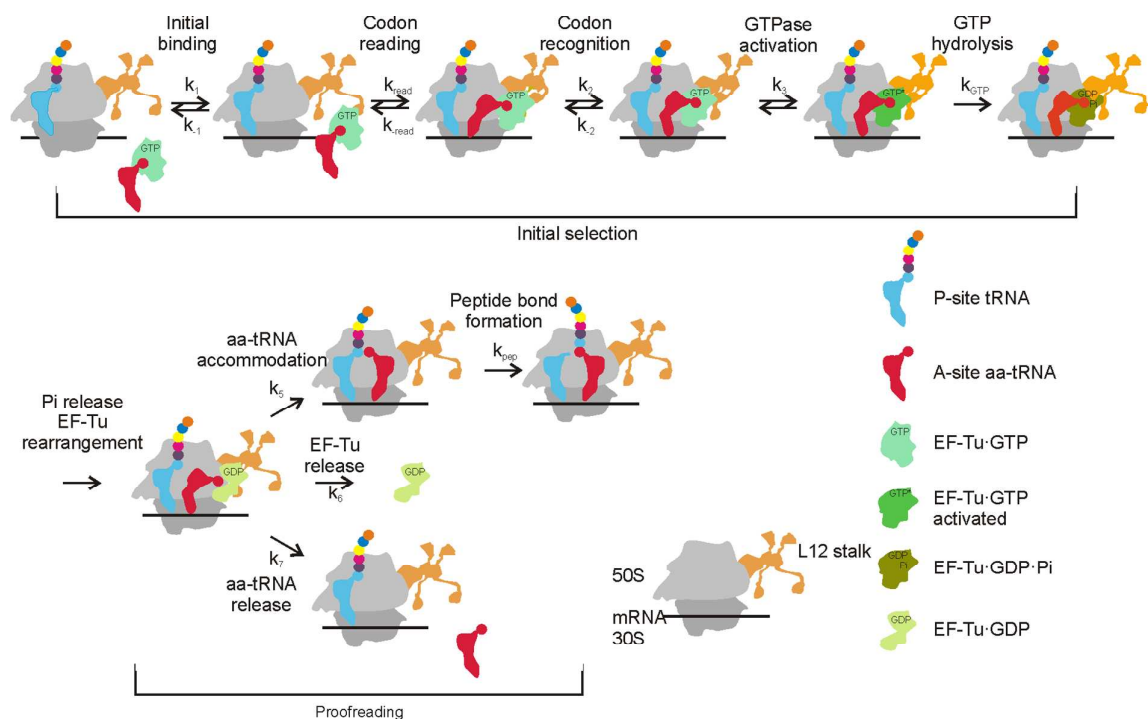 Initial
binding
Codon
reading
Codon
recognition
GTPase
activation
GTP
hydrolysis
k1
k-1
kread
k-read
k2
k-2
k3
kGTP
GTP
GTP
GTP
GTP
GTP*
GDP
Pi
Initial selection
Pi release
EF-Tu
rearrangement
aa-tRNA
accommodation
k5
Peptide bond
formation
kpep
GDP
EF-Tu
release
k6
GDP
k7
aa-tRNA
release
Proofreading
50S
mRNA
30S
L12 stalk
P-site tRNA
A-site aa-tRNA
GTP
EF-Tu·GTP
GTP*
EF-Tu·GTP
activated
GDP
Pi
EF-Tu·GDP·Pi
GDP
EF-Tu·GDP